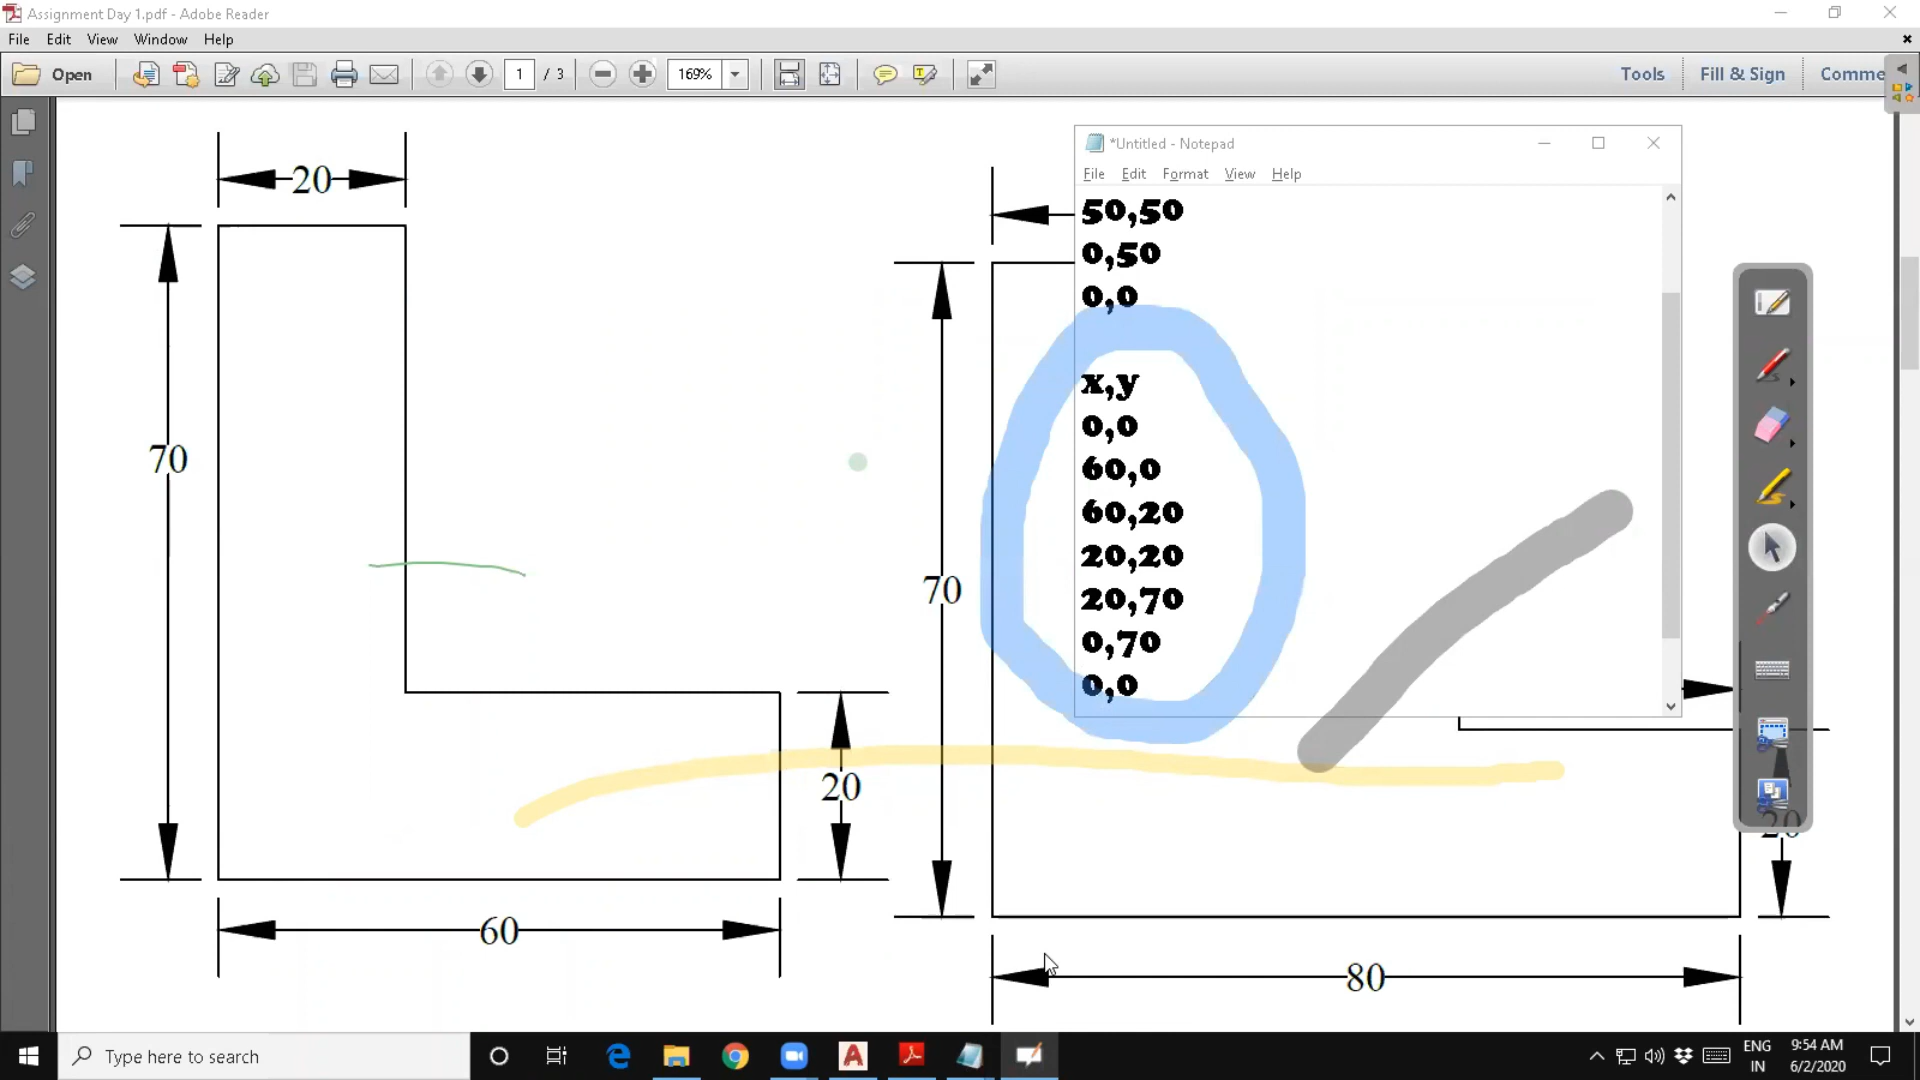 Assignment Day 1.pdf - Adobe Reader
File Edit View Window Help
Open 1 / 3 169% Tools Fill & Sign
20
70
20
60
70
20
80
*Untitled - Notepad
File Edit Format View Help
50,50
0,50
0,0
x,y
0,0
60,0
60,20
20,20
20,70
0,70
0,0
Type here to search
ENG
IN
9:54 AM
6/2/2020